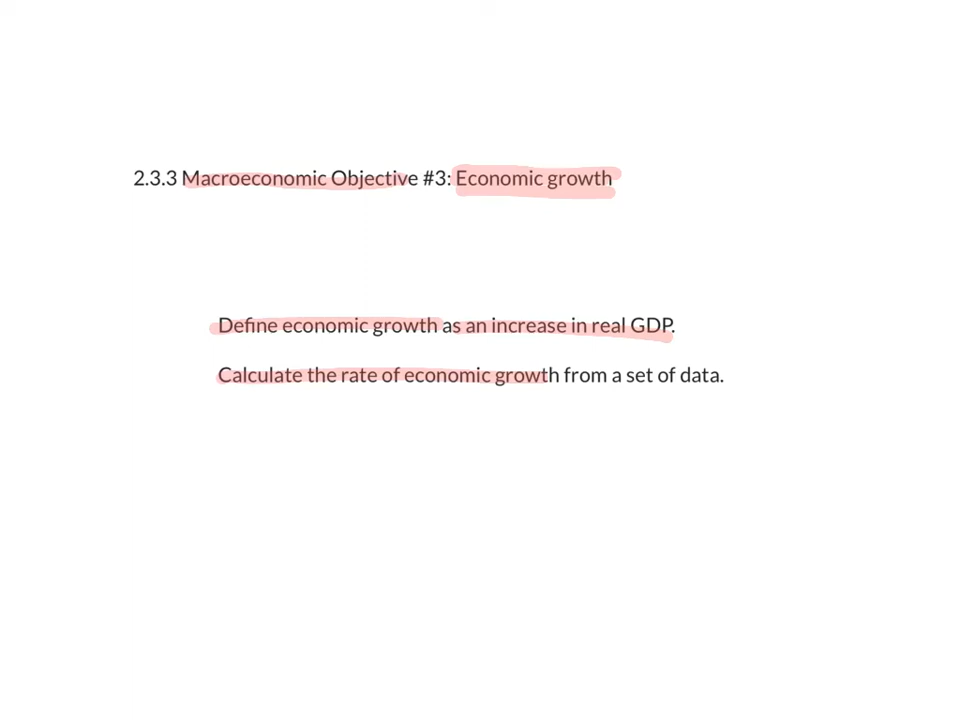 2.3.3 Macroeconomic Objective #3: Economic growth
Define economic growth as an increase in real GDP.
Calculate the rate of economic growth from a set of data.